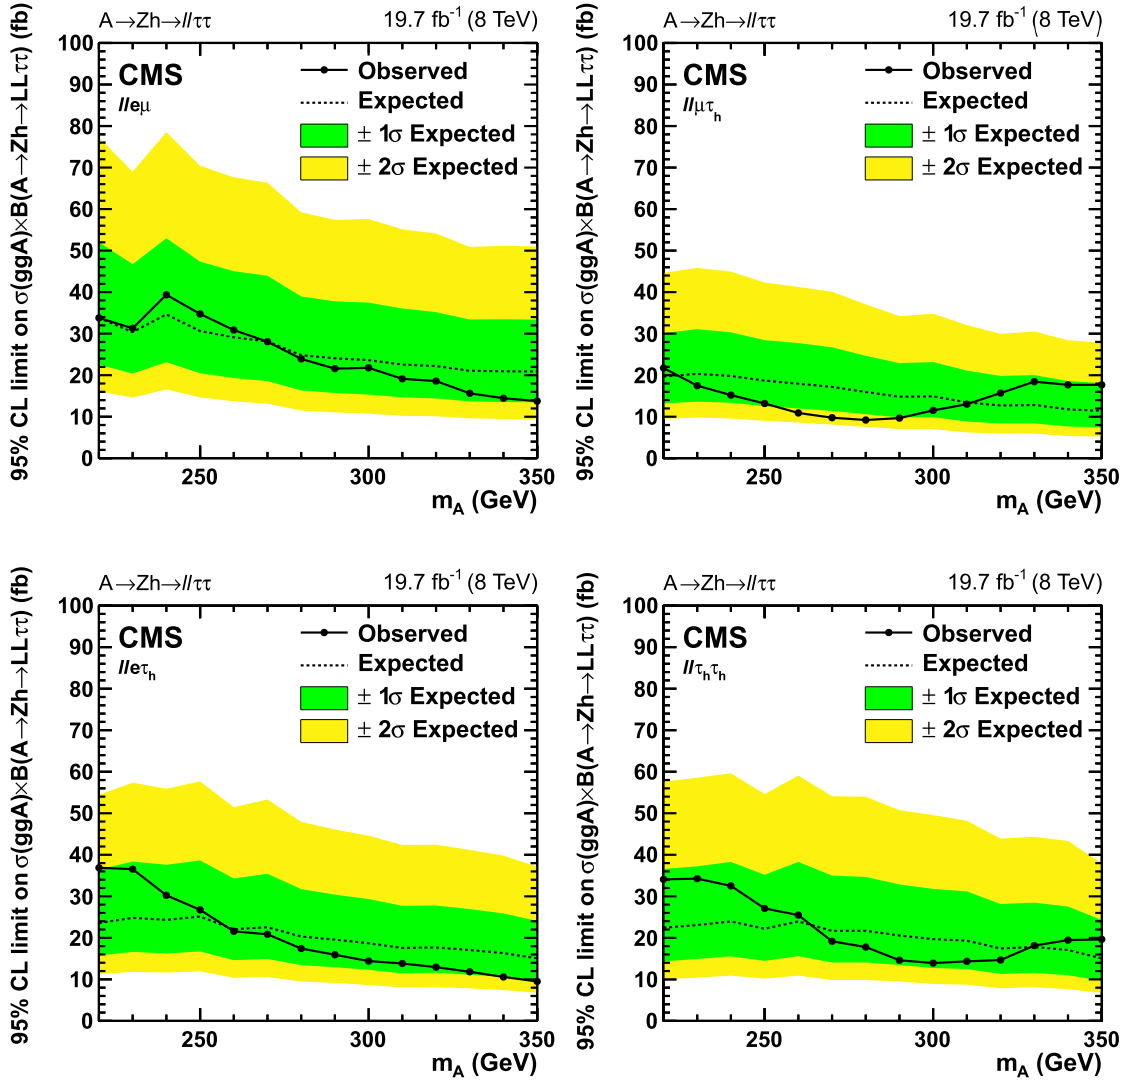 A→Zh→llττ 19.7 fb-1 (8 TeV)
95% CL limit on σ(ggA)×B(A→Zh→LLττ) (fb)
100
90
80
70
60
50
40
30
20
10
0
CMS
lleμ
Observed
Expected
± 1σ Expected
± 2σ Expected
250 300 350
mA (GeV)
A→Zh→llττ 19.7 fb-1 (8 TeV)
95% CL limit on σ(ggA)×B(A→Zh→LLττ) (fb)
100
90
80
70
60
50
40
30
20
10
0
CMS
llμτh
Observed
Expected
± 1σ Expected
± 2σ Expected
250 300 350
mA (GeV)
A→Zh→llττ 19.7 fb-1 (8 TeV)
95% CL limit on σ(ggA)×B(A→Zh→LLττ) (fb)
100
90
80
70
60
50
40
30
20
10
0
CMS
lleτh
Observed
Expected
± 1σ Expected
± 2σ Expected
250 300 350
mA (GeV)
A→Zh→llττ 19.7 fb-1 (8 TeV)
95% CL limit on σ(ggA)×B(A→Zh→LLττ) (fb)
100
90
80
70
60
50
40
30
20
10
0
CMS
llτhτh
Observed
Expected
± 1σ Expected
± 2σ Expected
250 300 350
mA (GeV)